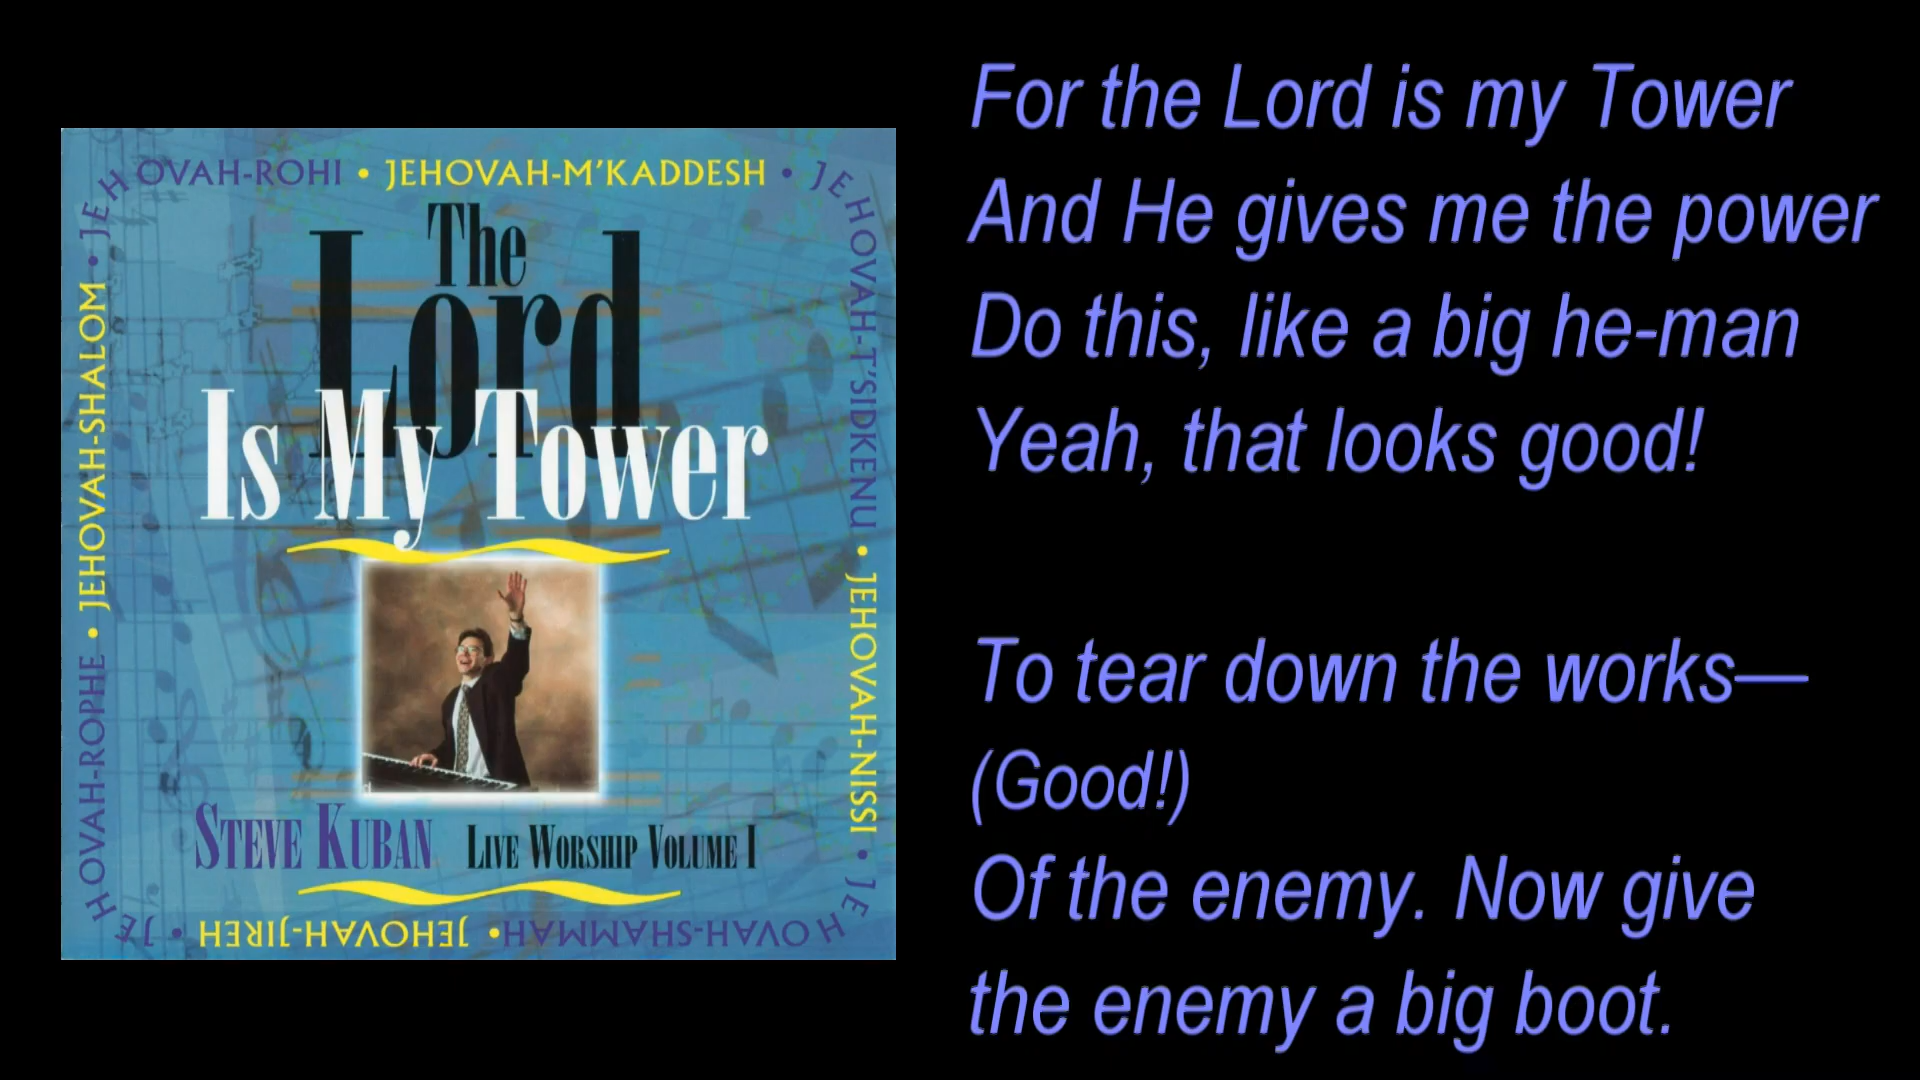 JEHOVAH-ROHI • JEHOVAH-M'KADDESH • JEHOVAH-T'SIDKENU • JEHOVAH-NISSI • JEHOVAH-SHAMMAH • JEHOVAH-JIREH • JEHOVAH-ROPHE • JEHOVAH-SHALOM •
The
Lord
Is My Tower
STEVE KUBAN LIVE WORSHIP VOLUME I
For the Lord is my Tower
And He gives me the power
Do this, like a big he-man
Yeah, that looks good!
To tear down the works—
(Good!)
Of the enemy. Now give
the enemy a big boot.